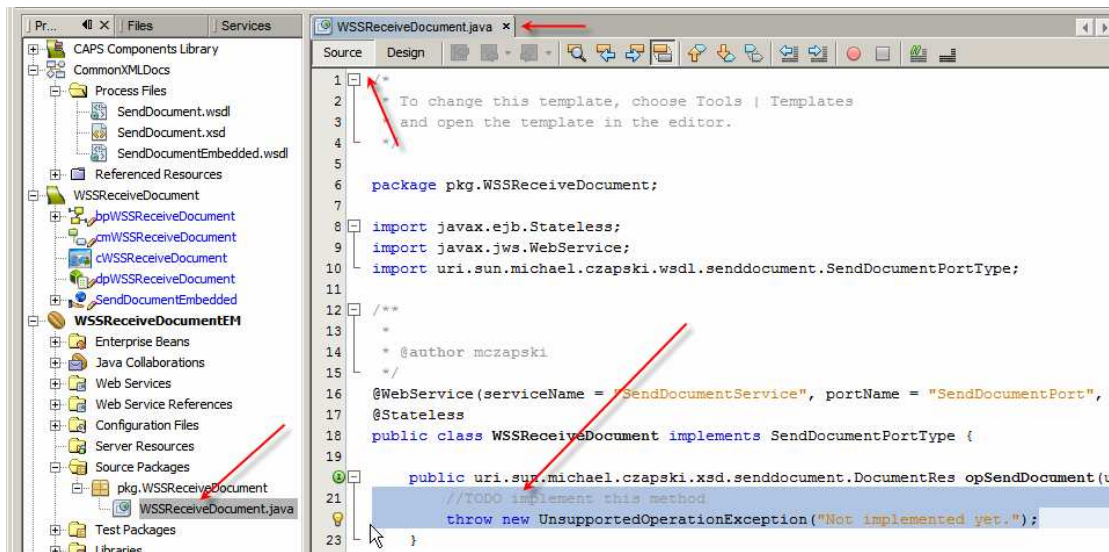 Pr...
Files
Services
CAPS Components Library
CommonXMLDocs
Process Files
SendDocument.wsdl
SendDocument.xsd
SendDocumentEmbedded.wsdl
Referenced Resources
WSSReceiveDocument
bpWSSReceiveDocument
cmWSSReceiveDocument
cWSSReceiveDocument
dpWSSReceiveDocument
SendDocumentEmbedded
WSSReceiveDocumentEM
Enterprise Beans
Java Collaborations
Web Services
Web Service References
Configuration Files
Server Resources
Source Packages
pkg.WSSReceiveDocument
WSSReceiveDocument.java
Test Packages
Libraries
WSSReceiveDocument.java x
Source Design
1 /*
2 * To change this template, choose Tools | Templates
3 * and open the template in the editor.
4 */
5
6 package pkg.WSSReceiveDocument;
7
8 import javax.ejb.Stateless;
9 import javax.jws.WebService;
10 import uri.sun.michael.czapski.wsdl.senddocument.SendDocumentPortType;
11
12 /**
13 *
14 * @author mczapski
15 */
16 @WebService(serviceName = "SendDocumentService", portName = "SendDocumentPort",
17 @Stateless
18 public class WSSReceiveDocument implements SendDocumentPortType {
19
public uri.sun.michael.czapski.xsd.senddocument.DocumentRes opSendDocument(u
21 //TODO implement this method
throw new UnsupportedOperationException("Not implemented yet.");
23 }